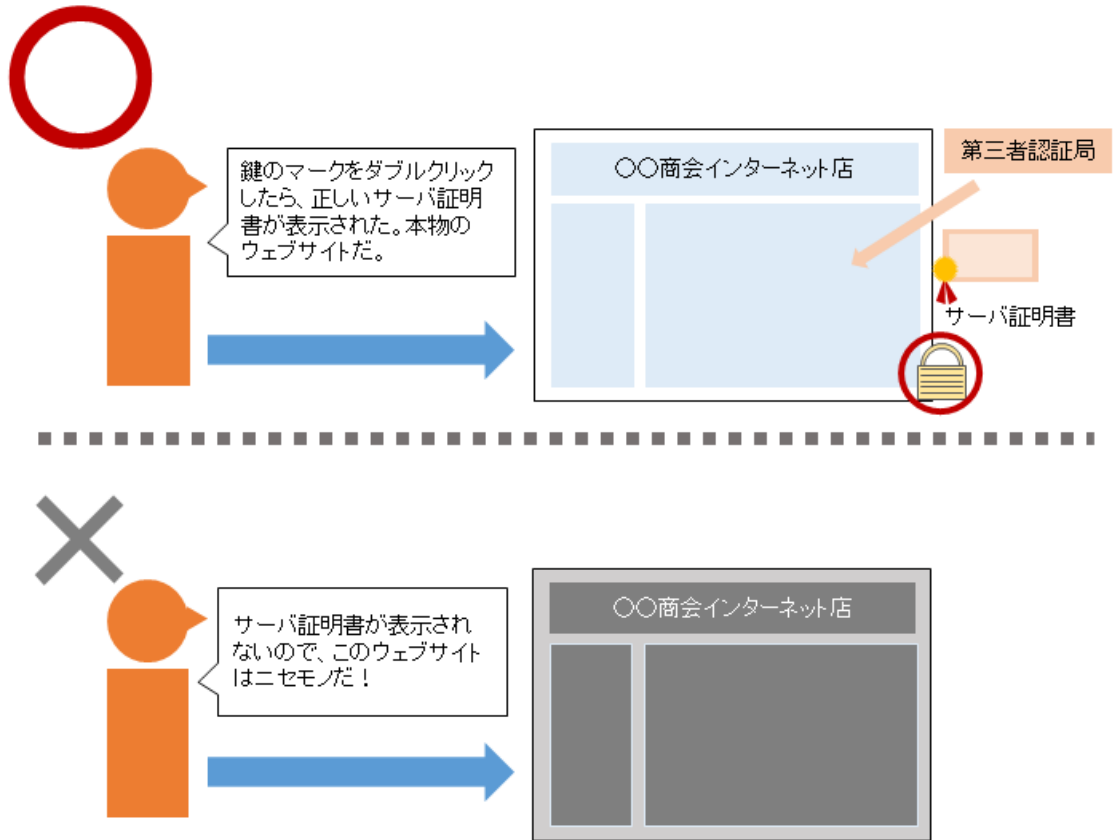 〇〇商会インターネット店
第三者認証局
鍵のマークをダブルクリック
したら、正しいサーバ証明
書が表示された。本物の
ウェブサイトだ。
サーバ証明書
〇〇商会インターネット店
サーバ証明書が表示され
ないので、このウェブサイト
はニセモノだ！